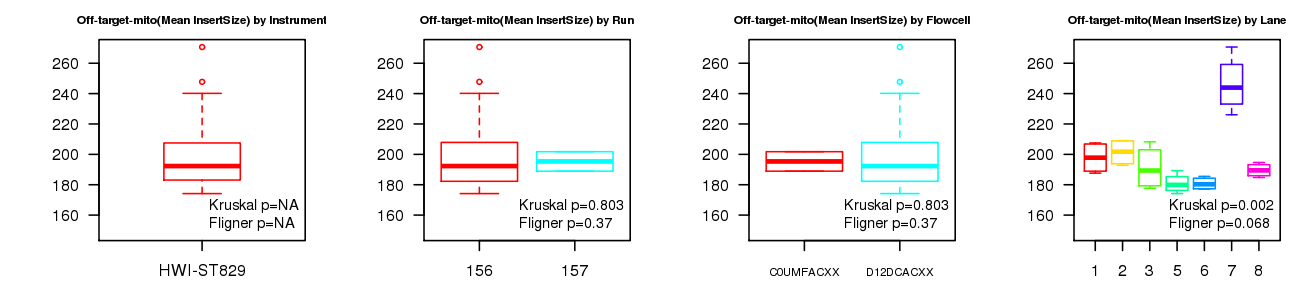 Off-target-mito(Mean InsertSize) by Instrument
260
240
220
200
180
160
Kruskal p=NA
Fligner p=NA
HWI-ST829
Off-target-mito(Mean InsertSize) by Run
260
240
220
200
180
160
Kruskal p=0.803
Fligner p=0.37
156 157
Off-target-mito(Mean InsertSize) by Flowcell
260
240
220
200
180
160
Kruskal p=0.803
Fligner p=0.37
C0UMFACXX D12DCACXX
Off-target-mito(Mean InsertSize) by Lane
260
240
220
200
180
160
Kruskal p=0.002
Fligner p=0.068
1 2 3 5 6 7 8